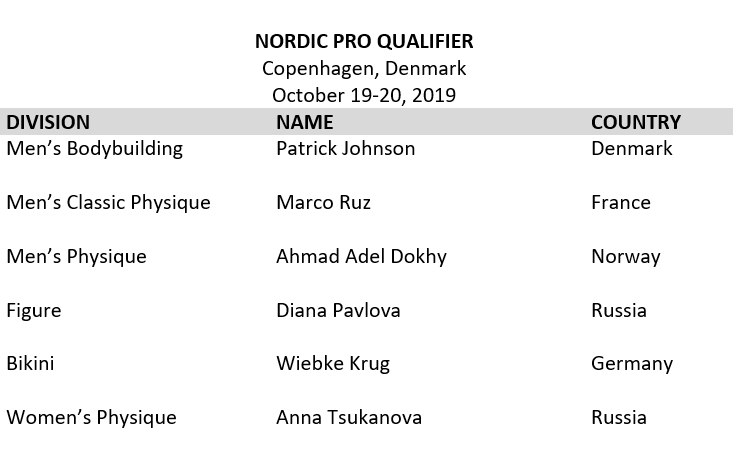 NORDIC PRO QUALIFIER
Copenhagen, Denmark
October 19-20, 2019
DIVISION NAME COUNTRY
Men’s Bodybuilding Patrick Johnson Denmark
Men’s Classic Physique Marco Ruz France
Men’s Physique Ahmad Adel Dokhy Norway
Figure Diana Pavlova Russia
Bikini Wiebke Krug Germany
Women’s Physique Anna Tsukanova Russia